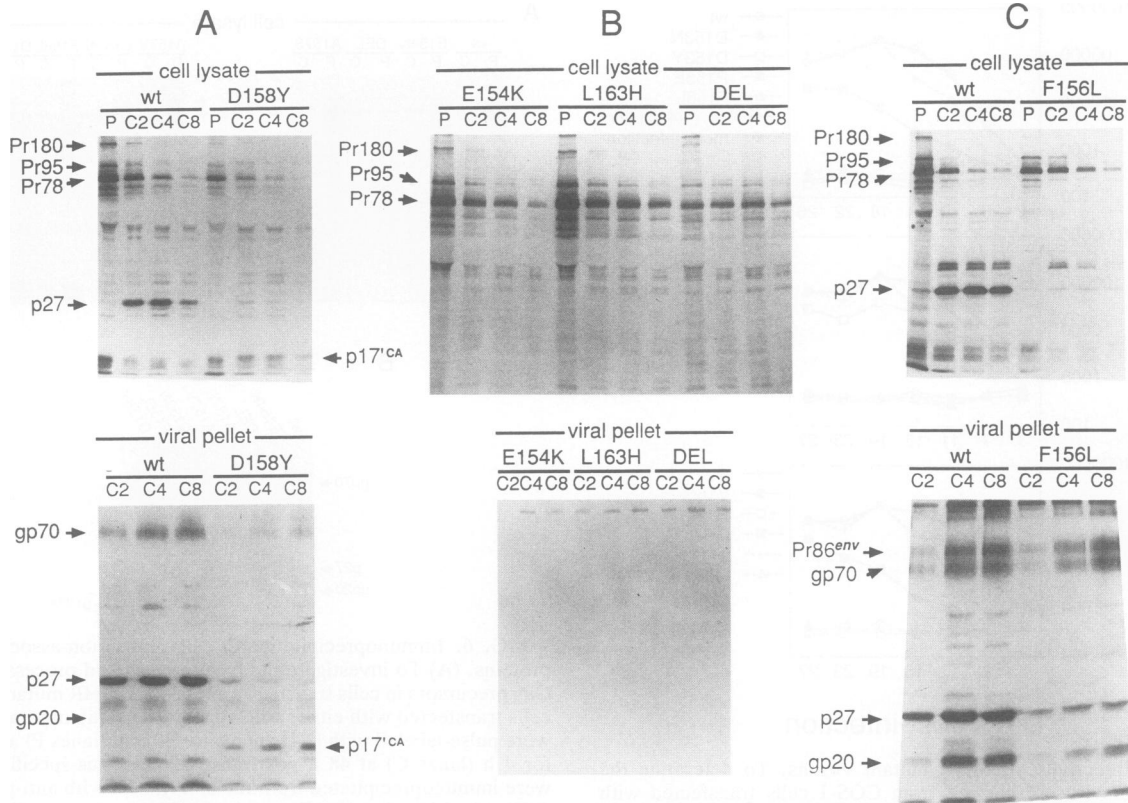 A
cell lysate
wt D158Y
P C2 C4 C8 P C2 C4 C8
Pr180
Pr95
Pr78
p27
p17'CA
viral pellet
wt D158Y
C2 C4 C8 C2 C4 C8
gp70
p27
gp20
p17'CA
B
cell lysate
E154K L163H DEL
P C2 C4 C8 P C2 C4 C8 P C2 C4 C8
Pr180
Pr95
Pr78
viral pellet
E154K L163H DEL
C2 C4 C8 C2 C4 C8 C2 C4 C8
C
cell lysate
wt F156L
P C2 C4 C8 P C2 C4 C8
Pr180
Pr95
Pr78
p27
viral pellet
wt F156L
C2 C4 C8 C2 C4 C8
Pr86env
gp70
p27
gp20